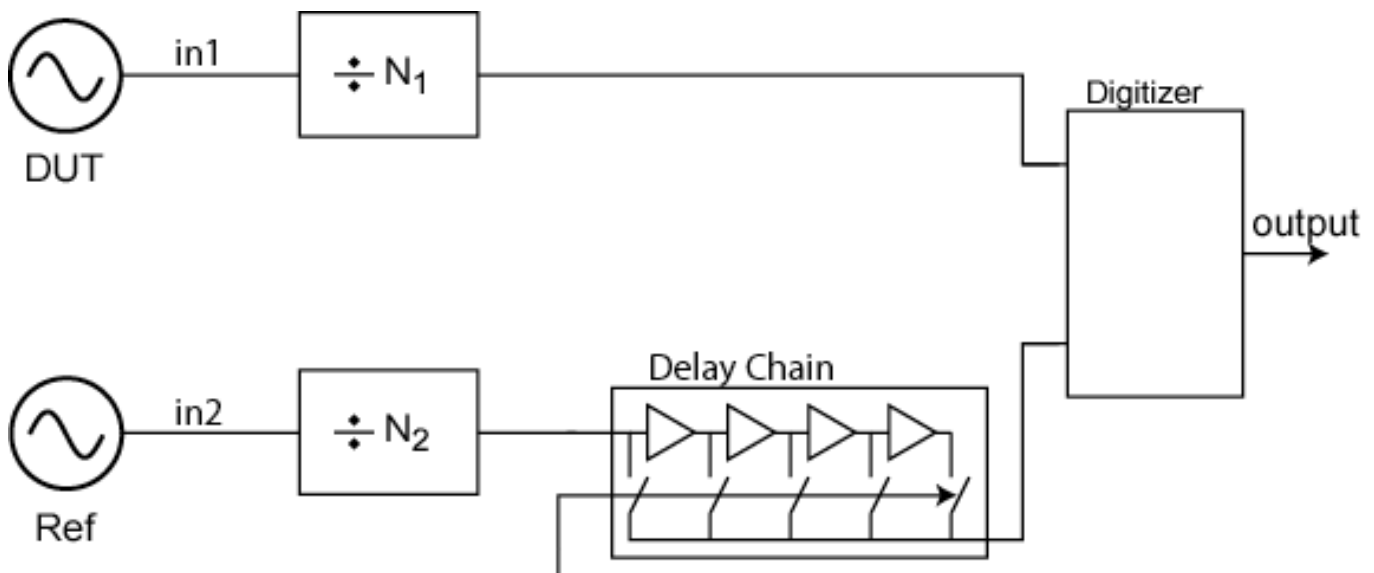 in1
÷ N1
DUT
Digitizer
output
Delay Chain
in2
÷ N2
Ref